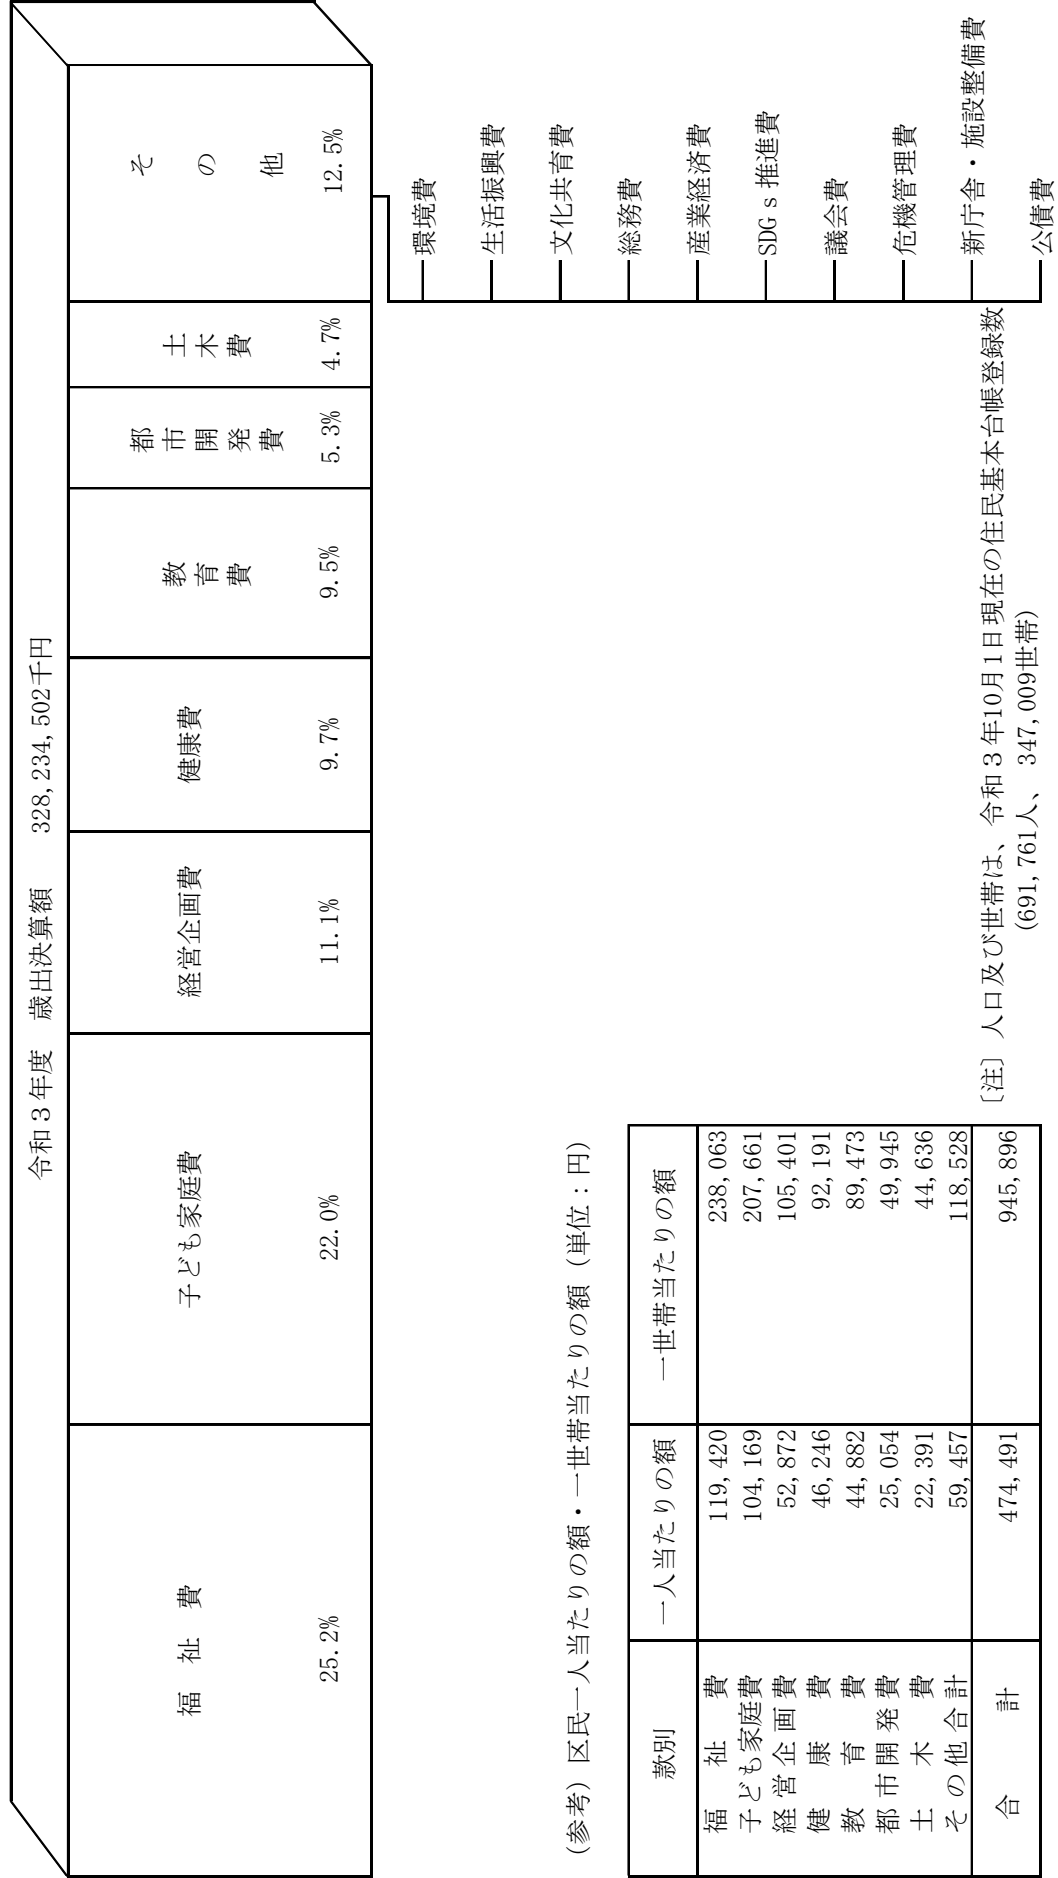 令和３年度　歳出決算額　　328,234,502千円
福　祉　費
25.2%
子ども家庭費
22.0%
経営企画費
11.1%
健康費
9.7%
教育費
9.5%
都市開発費
5.3%
土木費
4.7%
その他
12.5%
環境費
生活振興費
文化共育費
総務費
産業経済費
SDGｓ推進費
議会費
危機管理費
新庁舎・施設整備費
公債費
(参考) 区民一人当たりの額・一世帯当たりの額（単位：円）
款別　一人当たりの額　一世帯当たりの額
福　祉　費　119,420　238,063
子ども家庭費　104,169　207,661
経営企画費　52,872　105,401
健　康　費　46,246　92,191
教　育　費　44,882　89,473
都市開発費　25,054　49,945
土　木　費　22,391　44,636
その他合計　59,457　118,528
合　計　474,491　945,896
〔注〕人口及び世帯は、令和３年10月1日現在の住民基本台帳登録数
(691,761人、 347,009世帯)